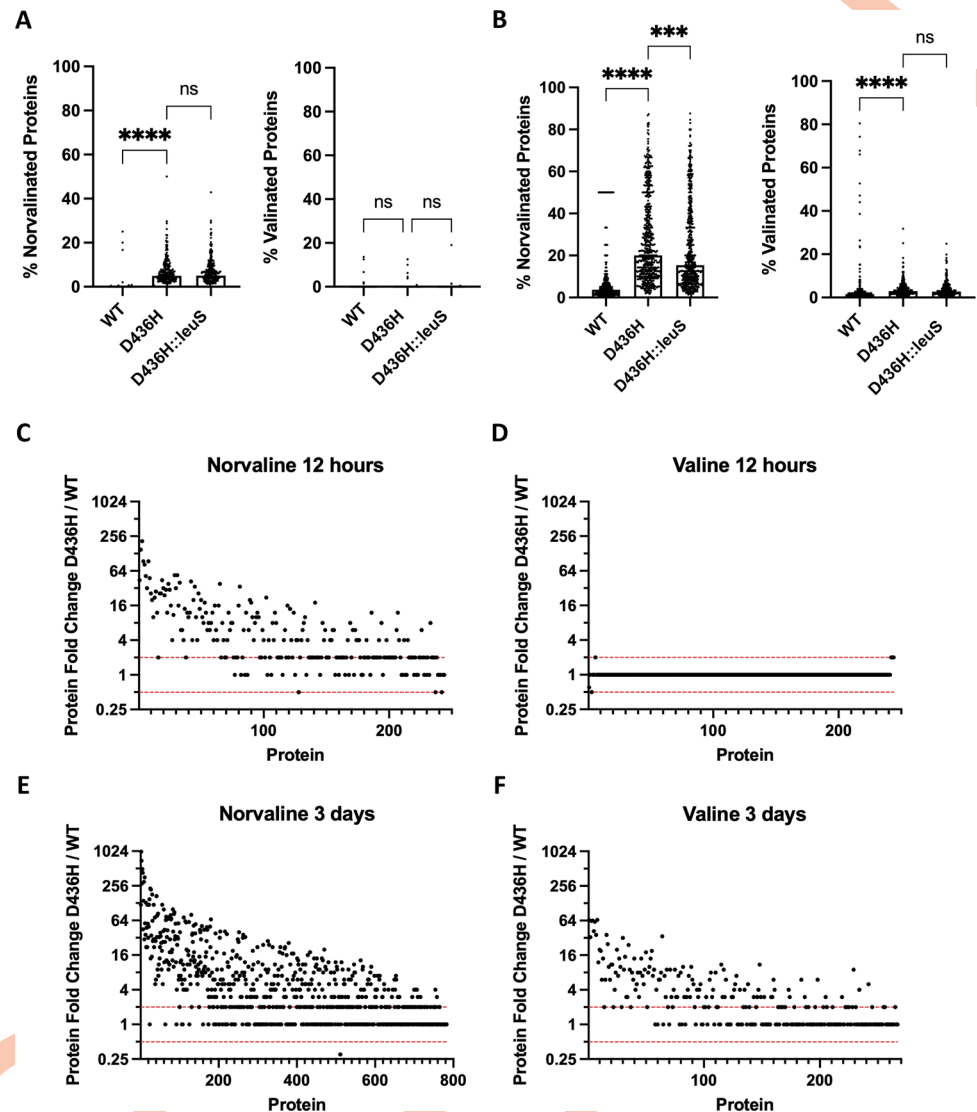 A
% Norvalinated Proteins
100
80
60
40
20
0
****
ns
WT
D436H
D436H::leuS
% Valinated Proteins
100
80
60
40
20
0
ns
ns
WT
D436H
D436H::leuS
B
% Norvalinated Proteins
100
80
60
40
20
0
****
***
WT
D436H
D436H::leuS
% Valinated Proteins
100
80
60
40
20
0
****
ns
WT
D436H
D436H::leuS
C
Norvaline 12 hours
Protein Fold Change D436H / WT
1024
256
64
16
4
1
0.25
100
200
Protein
D
Valine 12 hours
Protein Fold Change D436H / WT
1024
256
64
16
4
1
0.25
100
200
Protein
E
Norvaline 3 days
Protein Fold Change D436H / WT
1024
256
64
16
4
1
0.25
200
400
600
800
Protein
F
Valine 3 days
Protein Fold Change D436H / WT
1024
256
64
16
4
1
0.25
100
200
Protein